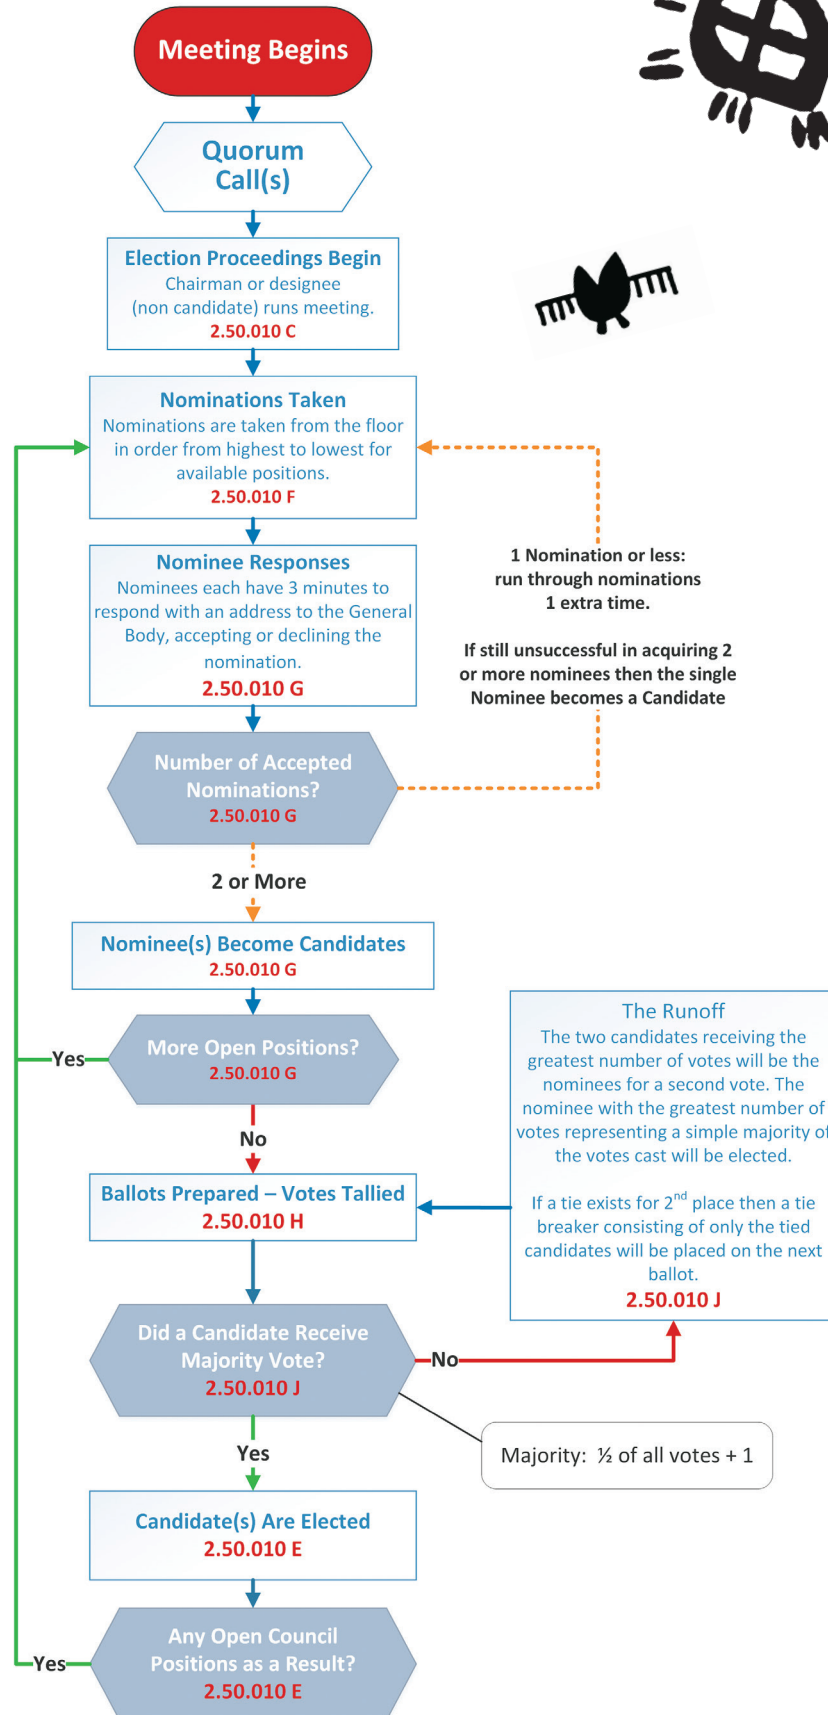 Meeting Begins
Quorum
Call(s)
Election Proceedings Begin
Chairman or designee
(non candidate) runs meeting.
2.50.010 C
Nominations Taken
Nominations are taken from the floor
in order from highest to lowest for
available positions.
2.50.010 F
Nominee Responses
Nominees each have 3 minutes to
respond with an address to the General
Body, accepting or declining the
nomination.
2.50.010 G
1 Nomination or less:
run through nominations
1 extra time.
If still unsuccessful in acquiring 2
or more nominees then the single
Nominee becomes a Candidate
Number of Accepted
Nominations?
2.50.010 G
2 or More
Nominee(s) Become Candidates
2.50.010 G
More Open Positions?
2.50.010 G
Yes
No
Ballots Prepared – Votes Tallied
2.50.010 H
The Runoff
The two candidates receiving the
greatest number of votes will be the
nominees for a second vote. The
nominee with the greatest number of
votes representing a simple majority of
the votes cast will be elected.
If a tie exists for 2nd place then a tie
breaker consisting of only the tied
candidates will be placed on the next
ballot.
2.50.010 J
Did a Candidate Receive
Majority Vote?
2.50.010 J
No
Majority: ½ of all votes + 1
Yes
Candidate(s) Are Elected
2.50.010 E
Any Open Council
Positions as a Result?
2.50.010 E
Yes